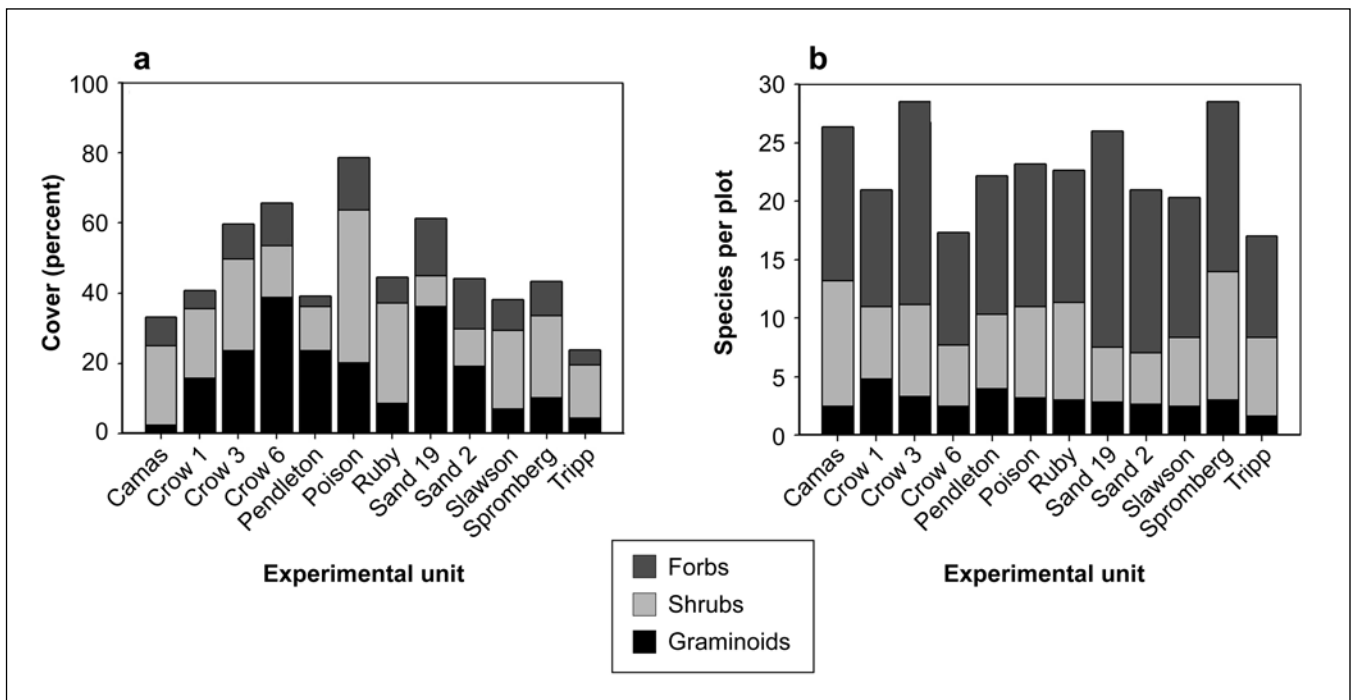 a
Cover (percent)
100
80
60
40
20
0
Camas
Crow 1
Crow 3
Crow 6
Pendleton
Poison
Ruby
Sand 19
Sand 2
Slawson
Spromberg
Tripp
Experimental unit
b
Species per plot
30
25
20
15
10
5
0
Camas
Crow 1
Crow 3
Crow 6
Pendleton
Poison
Ruby
Sand 19
Sand 2
Slawson
Spromberg
Tripp
Experimental unit
Forbs
Shrubs
Graminoids